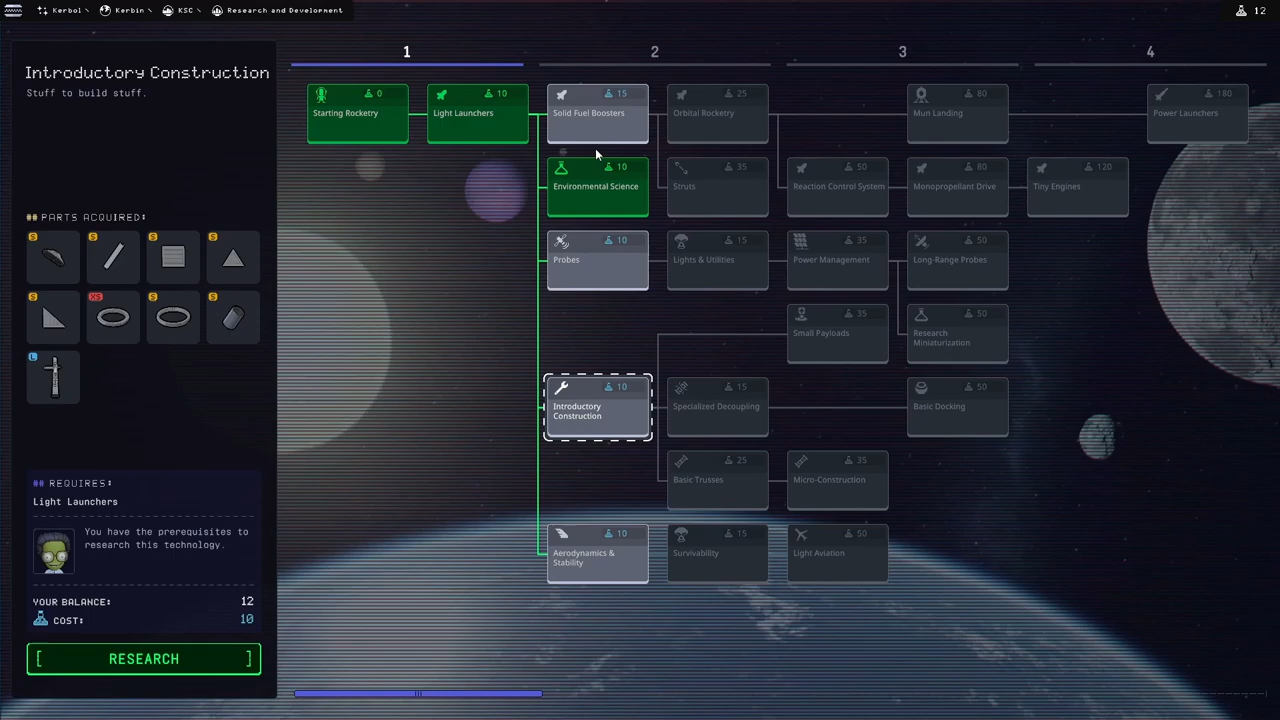 Kerbol Kerbin KSC Research and Development 12
Introductory Construction
Stuff to build stuff.
## PARTS ACQUIRED:
S S S S
S XS S S
L
## REQUIRES:
Light Launchers
You have the prerequisites to
research this technology.
YOUR BALANCE: 12
COST: 10
[ RESEARCH ]
1 2 3 4
0
Starting Rocketry
10
Light Launchers
15
Solid Fuel Boosters
25
Orbital Rocketry
80
Mun Landing
180
Power Launchers
10
Environmental Science
35
Struts
50
Reaction Control System
80
Monopropellant Drive
120
Tiny Engines
10
Probes
15
Lights & Utilities
35
Power Management
50
Long-Range Probes
35
Small Payloads
50
Research
Miniaturization
10
Introductory
Construction
15
Specialized Decoupling
50
Basic Docking
25
Basic Trusses
35
Micro-Construction
10
Aerodynamics &
Stability
15
Survivability
50
Light Aviation